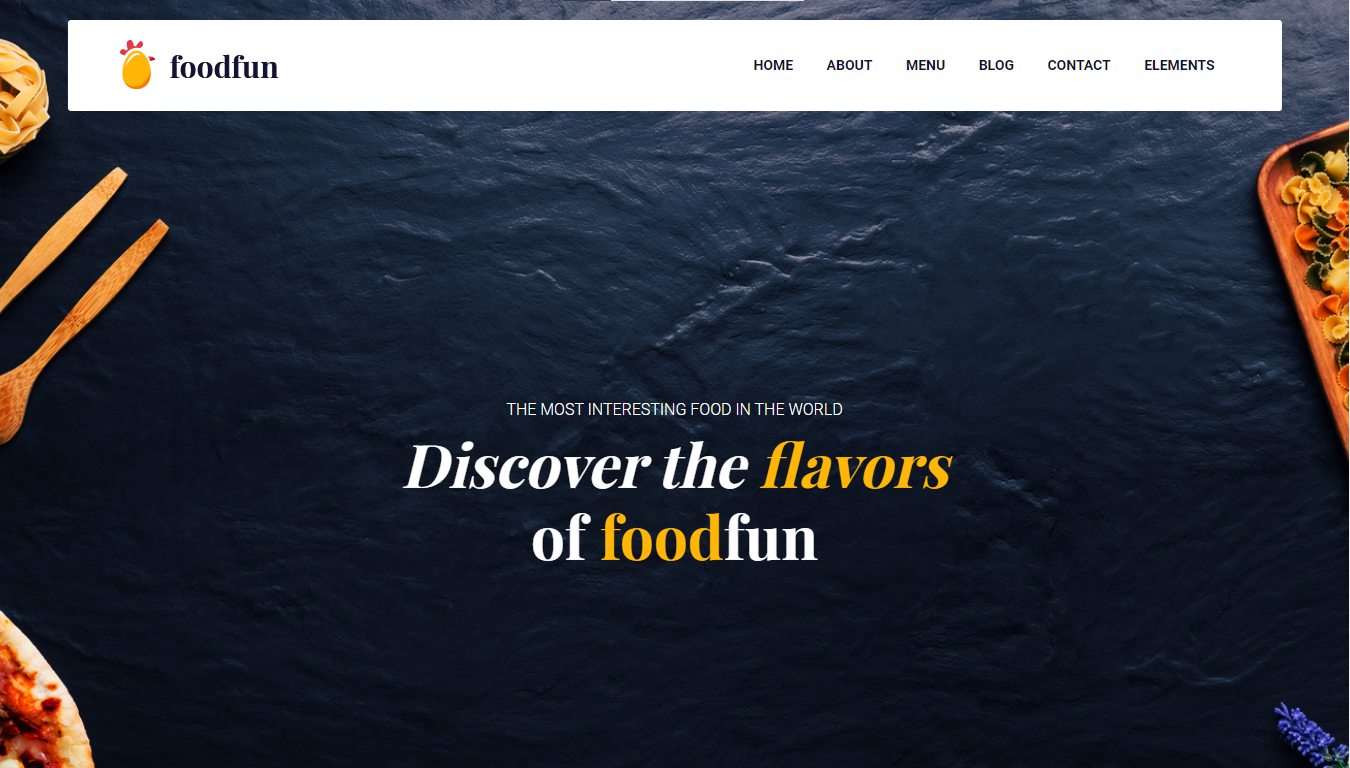 foodfun
HOME ABOUT MENU BLOG CONTACT ELEMENTS
THE MOST INTERESTING FOOD IN THE WORLD
Discover the flavors
of foodfun